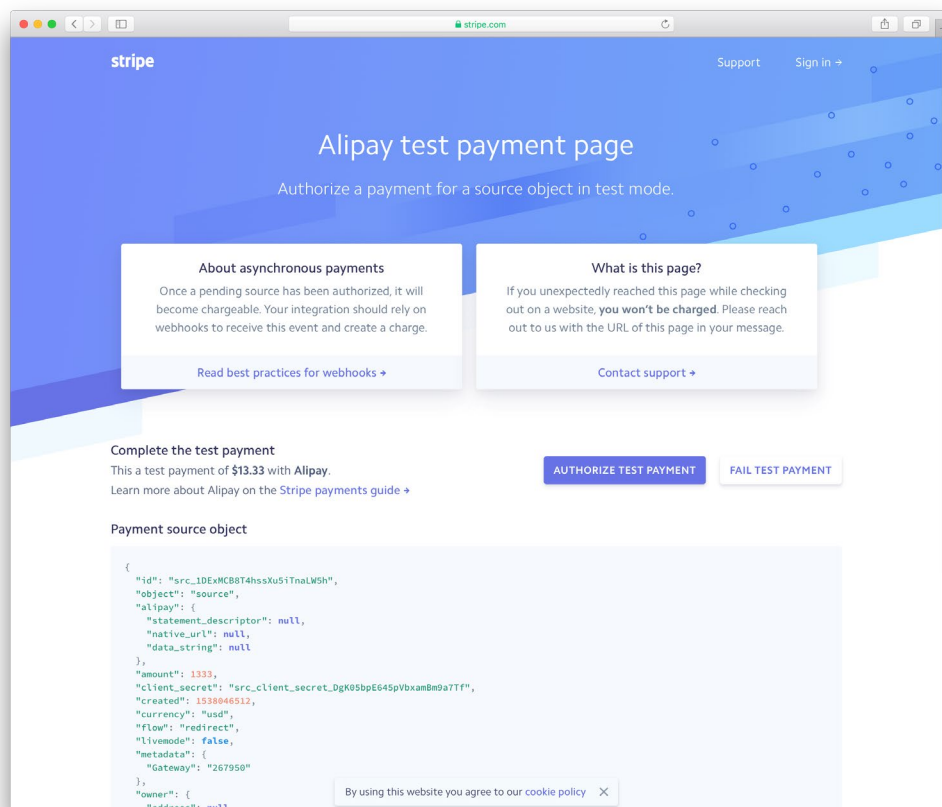 stripe.com
stripe
Support
Sign in →
Alipay test payment page
Authorize a payment for a source object in test mode.
About asynchronous payments
Once a pending source has been authorized, it will
become chargeable. Your integration should rely on
webhooks to receive this event and create a charge.
Read best practices for webhooks →
What is this page?
If you unexpectedly reached this page while checking
out on a website, you won't be charged. Please reach
out to us with the URL of this page in your message.
Contact support →
Complete the test payment
This a test payment of $13.33 with Alipay.
Learn more about Alipay on the Stripe payments guide →
AUTHORIZE TEST PAYMENT
FAIL TEST PAYMENT
Payment source object
{
"id": "src_1DExMCB8T4hssXu5iTnaLW5h",
"object": "source",
"alipay": {
"statement_descriptor": null,
"native_url": null,
"data_string": null
},
"amount": 1333,
"client_secret": "src_client_secret_DgK05bpE645pVbxamBm9a7Tf",
"created": 1538046512,
"currency": "usd",
"flow": "redirect",
"livemode": false,
"metadata": {
"Gateway": "267950"
},
"owner": {
"address": null
By using this website you agree to our cookie policy ×